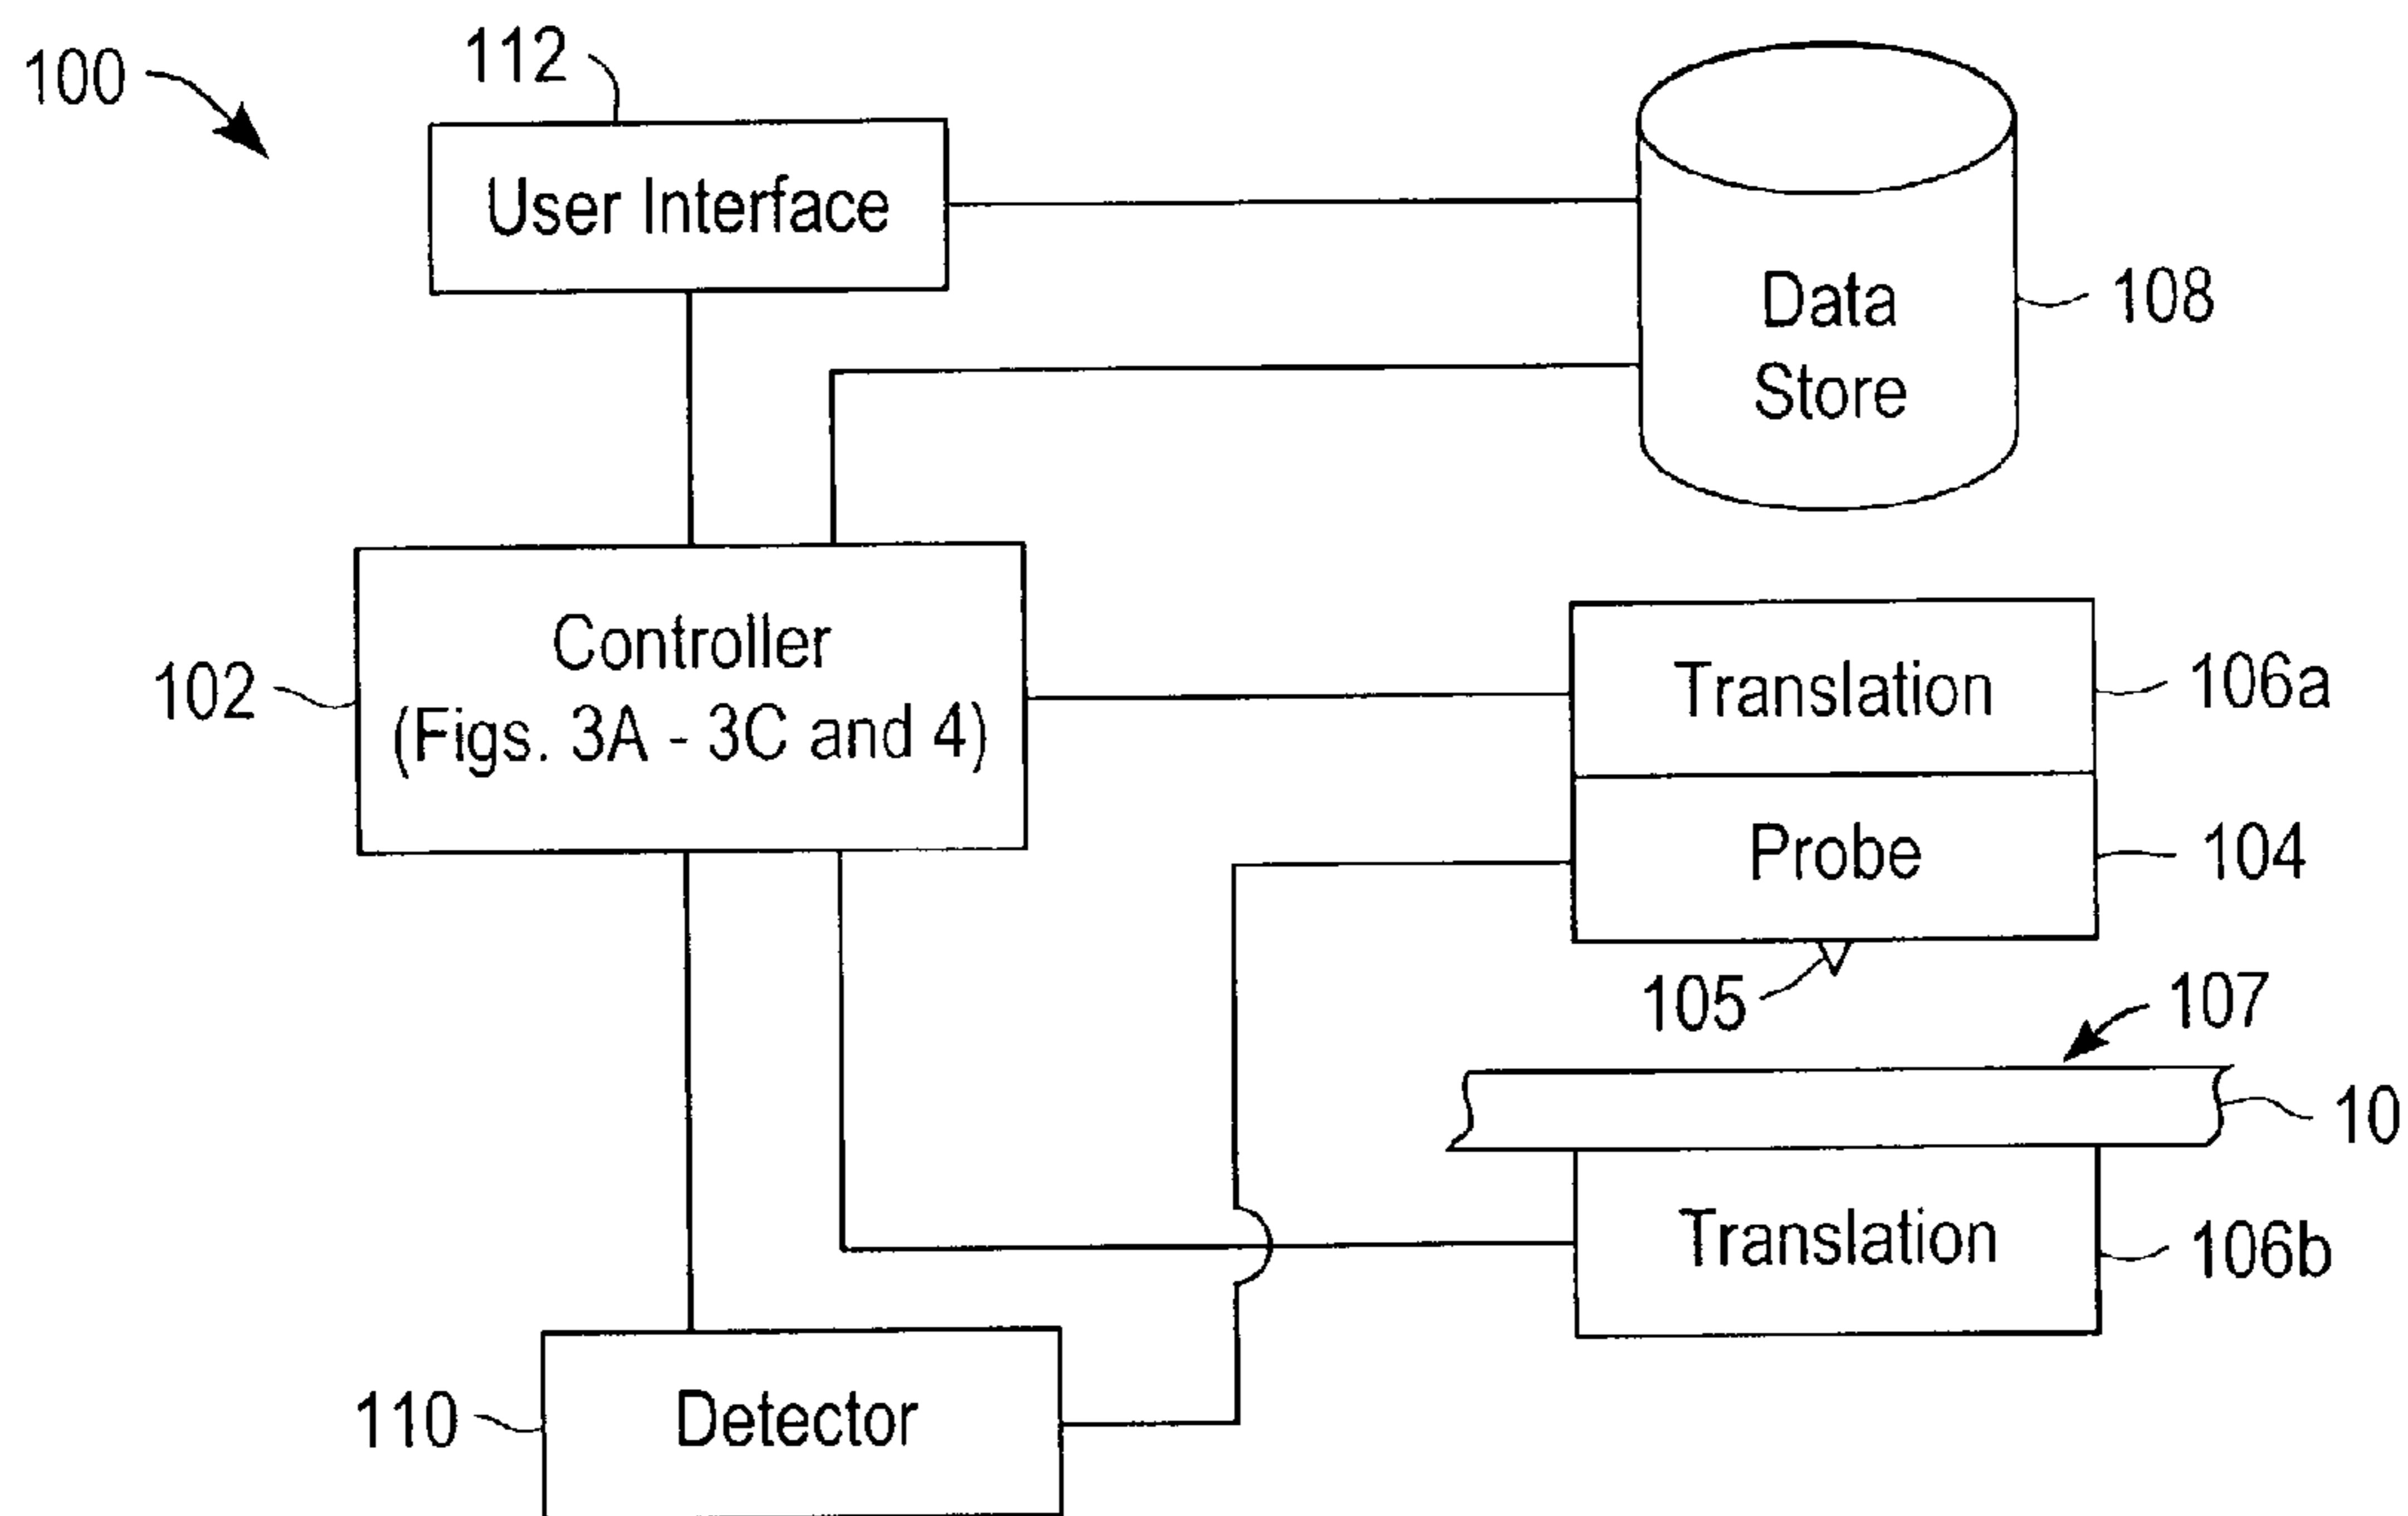 100
112
User Interface
Data
Store
108
Controller
(Figs. 3A - 3C and 4)
102
Translation
106a
Probe
104
105
107
10
Translation
106b
110
Detector